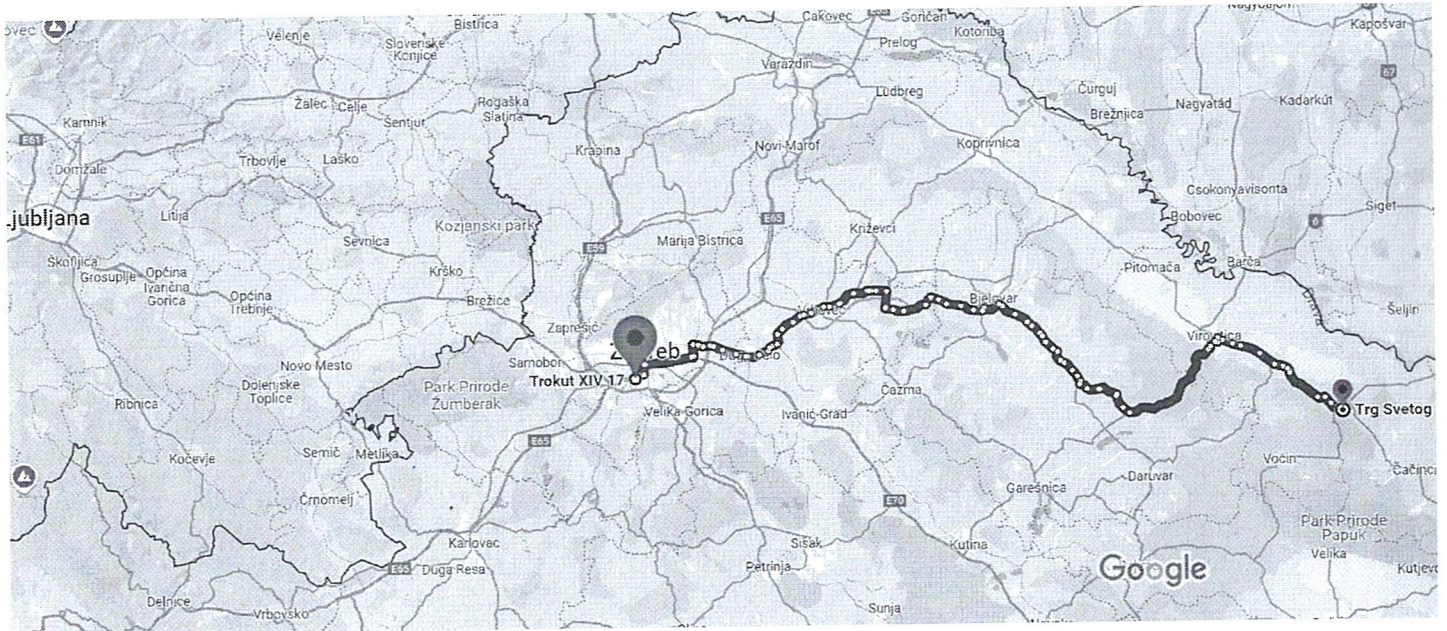 Bistrica
Čakovec
Goričan
Kotoriba
Kapošvar
Velenje
Slovenske
Konjice
Prelog
Varaždin
67
Žalec
Celje
Rogaška
Slatina
Ludbreg
Čurguj
Brežnjica
Nagyatád
Kadarkút
Kamnik
Šentjur
E61
Domžale
Trbovlje
Laško
Krapina
Novi-Marof
Koprivnica
Csokonyavisonta
Ljubljana
Litija
Kozjanski park
E65
Bobovec
6
Siget
Sevnica
E59
Marija Bistrica
Križevci
Škofljica
Grosuplje
Općina
Ivančna
Gorica
Krško
Pitomača
Barča
Općina
Trebnje
Brežice
Bjelovar
Šeljin
Zaprešić
Virovitica
Novo Mesto
Samobor
Trokut XIV 17
Dolenjske
Toplice
Park Prirode
Žumberak
Čazma
Ribnica
Velika Gorica
Ivanić-Grad
Trg Svetog
E65
Kočevje
Semič
Metlika
Voćin
Čačinci
Daruvar
Črnomelj
Garešnica
E70
Park Prirode
Papuk
Karlovac
Sisak
Kutina
Velika
E65
Duga Resa
Petrinja
Google
Kutjevo
Delnice
Vrbovsko
Sunja